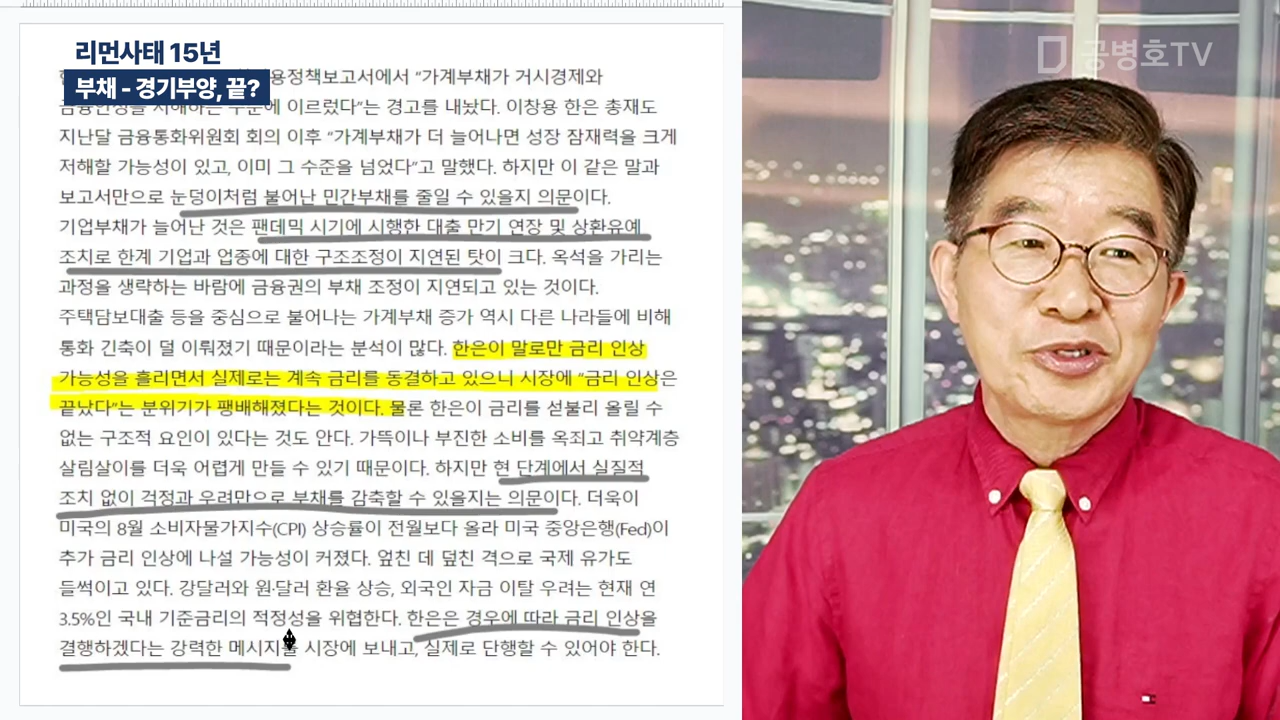 리먼사태 15년
부채 - 경기부양, 끝?
공병호TV
용정책보고서에서 “가계부채가 거시경제와
에 이르렀다”는 경고를 내놨다. 이창용 한은 총재도
지난달 금융통화위원회 회의 이후 “가계부채가 더 늘어나면 성장 잠재력을 크게
저해할 가능성이 있고, 이미 그 수준을 넘었다”고 말했다. 하지만 이 같은 말과
보고서만으로 눈덩이처럼 불어난 민간부채를 줄일 수 있을지 의문이다.
기업부채가 늘어난 것은 팬데믹 시기에 시행한 대출 만기 연장 및 상환유예
조치로 한계 기업과 업종에 대한 구조조정이 지연된 탓이 크다. 옥석을 가리는
과정을 생략하는 바람에 금융권의 부채 조정이 지연되고 있는 것이다.
주택담보대출 등을 중심으로 불어나는 가계부채 증가 역시 다른 나라들에 비해
통화 긴축이 덜 이뤄졌기 때문이라는 분석이 많다. 한은이 말로만 금리 인상
가능성을 흘리면서 실제로는 계속 금리를 동결하고 있으니 시장에 “금리 인상은
끝났다”는 분위기가 팽배해졌다는 것이다. 물론 한은이 금리를 섣불리 올릴 수
없는 구조적 요인이 있다는 것도 안다. 가뜩이나 부진한 소비를 옥죄고 취약계층
살림살이를 더욱 어렵게 만들 수 있기 때문이다. 하지만 현 단계에서 실질적
조치 없이 걱정과 우려만으로 부채를 감축할 수 있을지는 의문이다. 더욱이
미국의 8월 소비자물가지수(CPI) 상승률이 전월보다 올라 미국 중앙은행(Fed)이
추가 금리 인상에 나설 가능성이 커졌다. 엎친 데 덮친 격으로 국제 유가도
들썩이고 있다. 강달러와 원·달러 환율 상승, 외국인 자금 이탈 우려는 현재 연
3.5%인 국내 기준금리의 적정성을 위협한다. 한은은 경우에 따라 금리 인상을
결행하겠다는 강력한 메시지를 시장에 보내고, 실제로 단행할 수 있어야 한다.